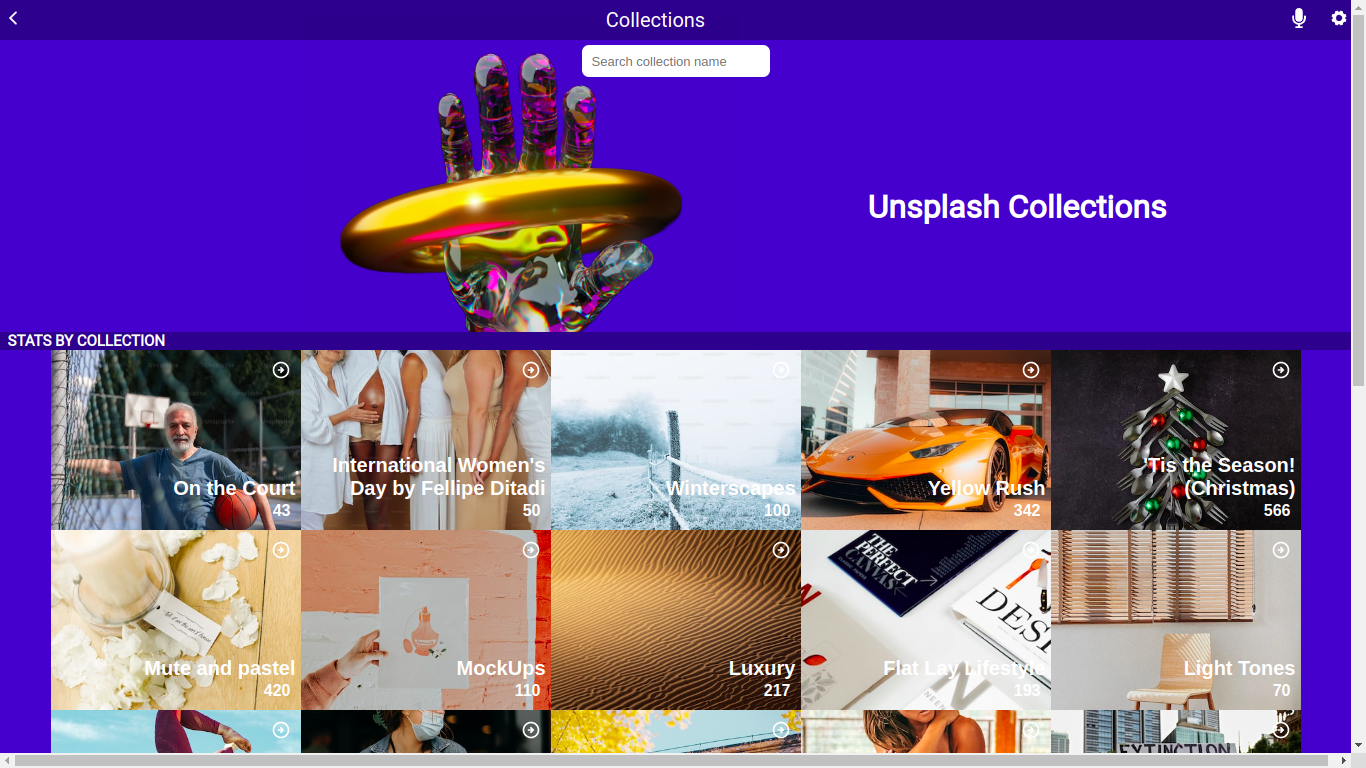 Collections
Search collection name
Unsplash Collections
STATS BY COLLECTION
On the Court
43
International Women's
Day by Fellipe Ditadi
50
Winterscapes
100
Yellow Rush
342
'Tis the Season!
(Christmas)
566
Mute and pastel
420
MockUps
110
Luxury
217
THE
PERFECT
CANVAS
Flat Lay Lifestyle
193
Light Tones
70
EXTINCTION